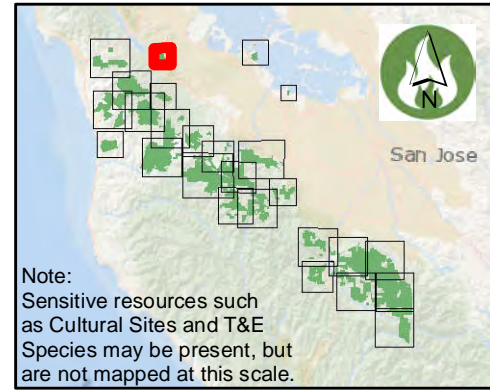 N
San Jose
Note:
Sensitive resources such
as Cultural Sites and T&E
Species may be present, but
are not mapped at this scale.